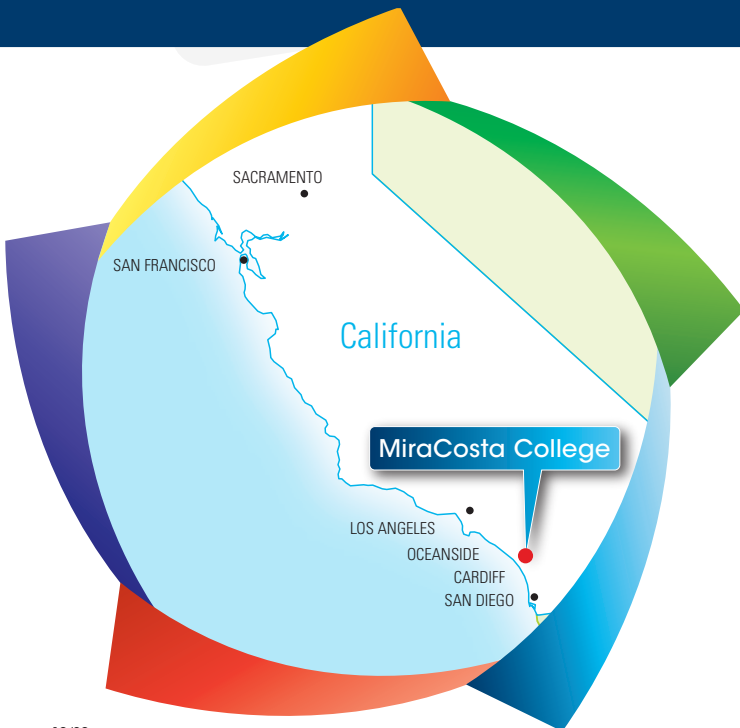 SACRAMENTO
SAN FRANCISCO
California
MiraCosta College
LOS ANGELES
OCEANSIDE
CARDIFF
SAN DIEGO